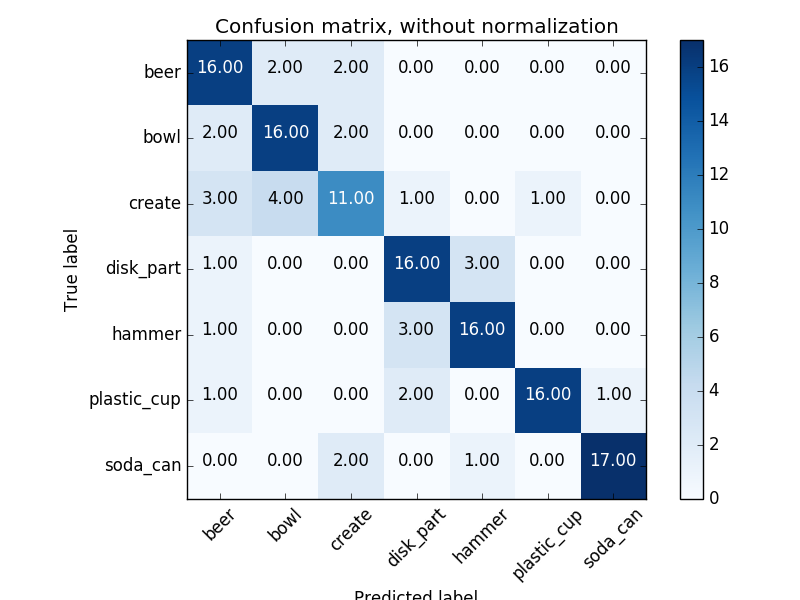 Confusion matrix, without normalization
beer 16.00 2.00 2.00 0.00 0.00 0.00 0.00
bowl 2.00 16.00 2.00 0.00 0.00 0.00 0.00
create 3.00 4.00 11.00 1.00 0.00 1.00 0.00
disk_part 1.00 0.00 0.00 16.00 3.00 0.00 0.00
hammer 1.00 0.00 0.00 3.00 16.00 0.00 0.00
plastic_cup 1.00 0.00 0.00 2.00 0.00 16.00 1.00
soda_can 0.00 0.00 2.00 0.00 1.00 0.00 17.00
True label
beer bowl create disk_part hammer plastic_cup soda_can
Predicted label
16
14
12
10
8
6
4
2
0